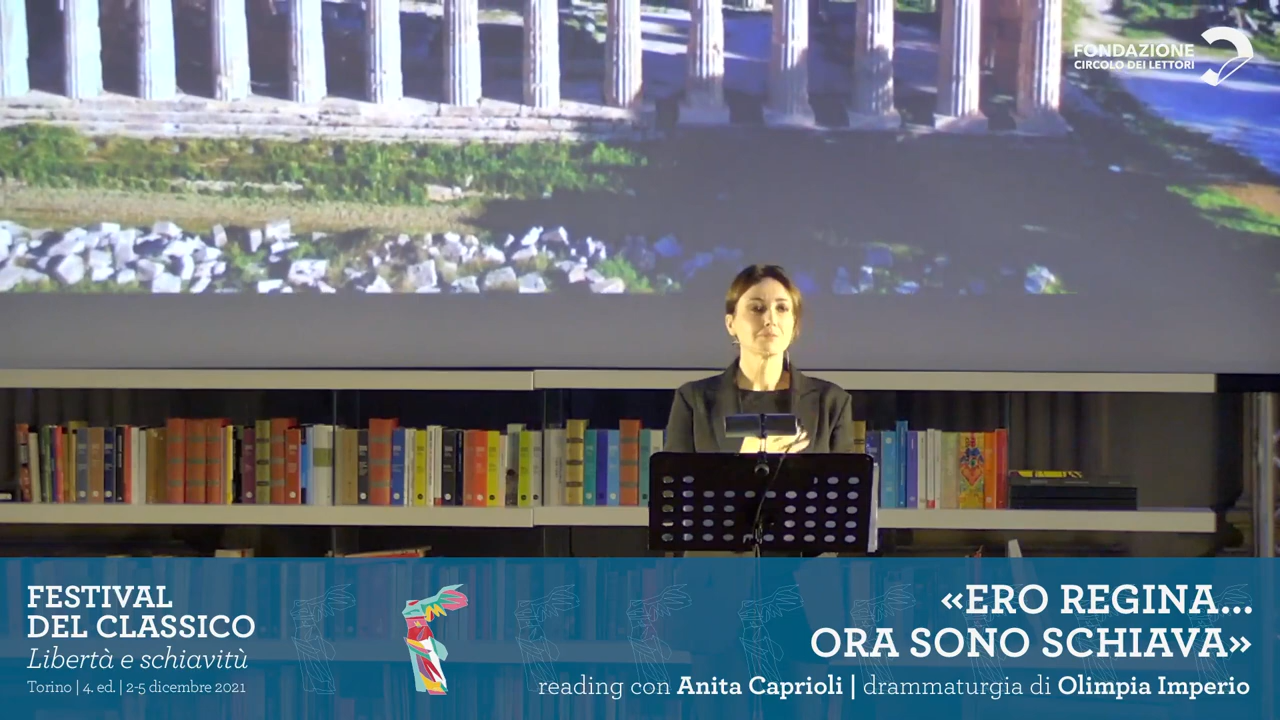 FONDAZIONE
CIRCOLO DEI LETTORI
FESTIVAL
DEL CLASSICO
Libertà e schiavitù
Torino | 4. ed. | 2-5 dicembre 2021
«ERO REGINA...
ORA SONO SCHIAVA»
reading con Anita Caprioli | drammaturgia di Olimpia Imperio